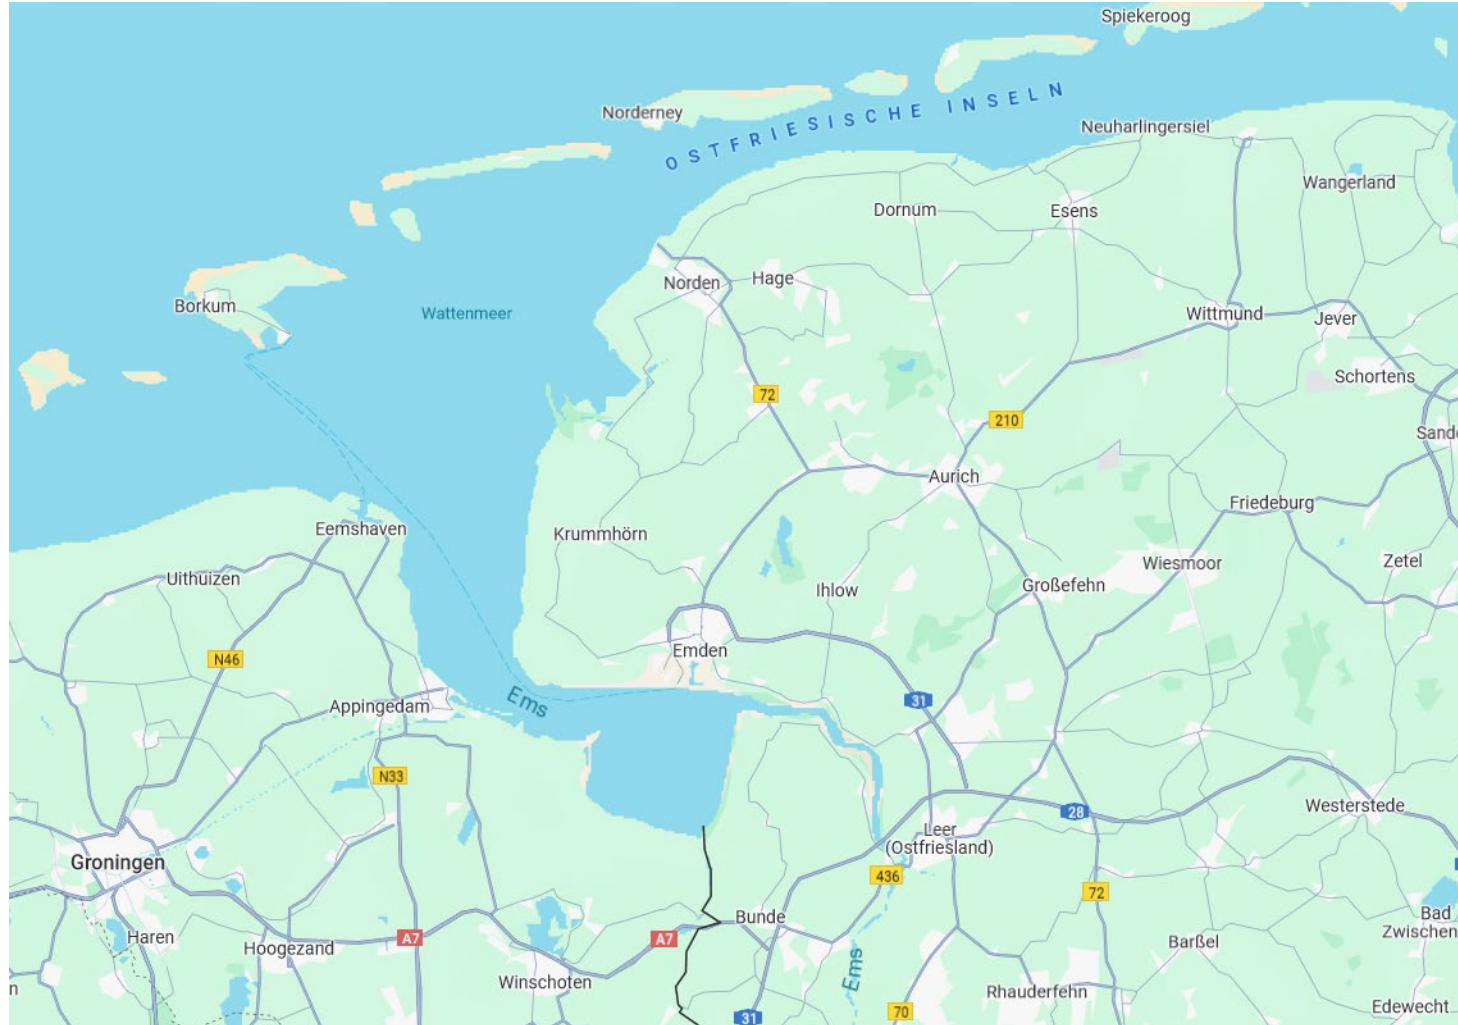 Spiekeroog
Norderney
OSTFRIESISCHE INSELN
Neuharlingersiel
Wangerland
Dornum
Esens
Norden
Hage
Borkum
Wattenmeer
Wittmund
Jever
Schortens
72
210
Sande
Aurich
Eemshaven
Krummhörn
Friedeburg
Uithuizen
Ihlow
Großefehn
Wiesmoor
Zetel
N46
Emden
Ems
Appingedam
31
N33
28
Westerstede
Groningen
Leer
(Ostfriesland)
436
72
Haren
Hoogezand
A7
A7
Bunde
Barßel
Bad
Zwischen
Winschoten
Ems
n
Rhauderfehn
31
70
Edewecht